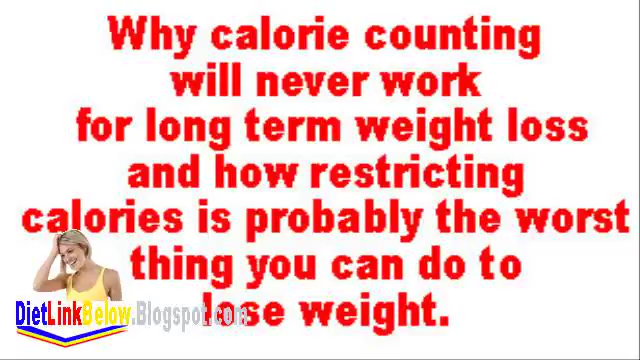 Why calorie counting
will never work
for long term weight loss
and how restricting
calories is probably the worst
thing you can do to
lose weight.
DietLinkBelow.Blogspot.com